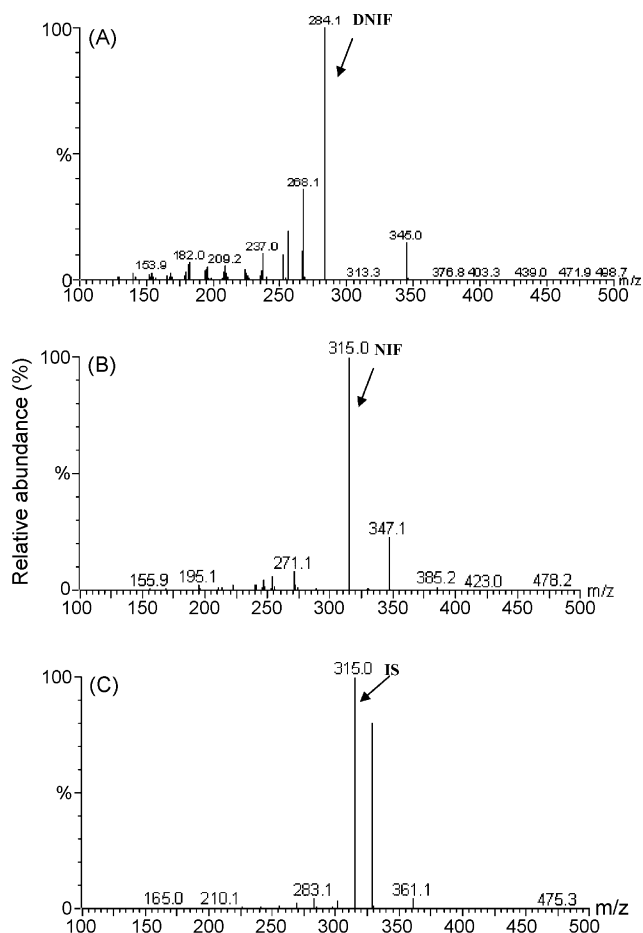 (A)
284.1 DNIF
100
%
153.9 182.0 209.2 237.0 268.1 313.3 345.0 376.8 403.3 439.0 471.9 498.7
0
100 150 200 250 300 350 400 450 500 m/z
Relative abundance (%)
(B)
315.0 NIF
100
%
155.9 195.1 271.1 347.1 385.2 423.0 478.2
0
100 150 200 250 300 350 400 450 500 m/z
(C)
315.0 IS
100
%
165.0 210.1 283.1 361.1 475.3
0
100 150 200 250 300 350 400 450 500 m/z